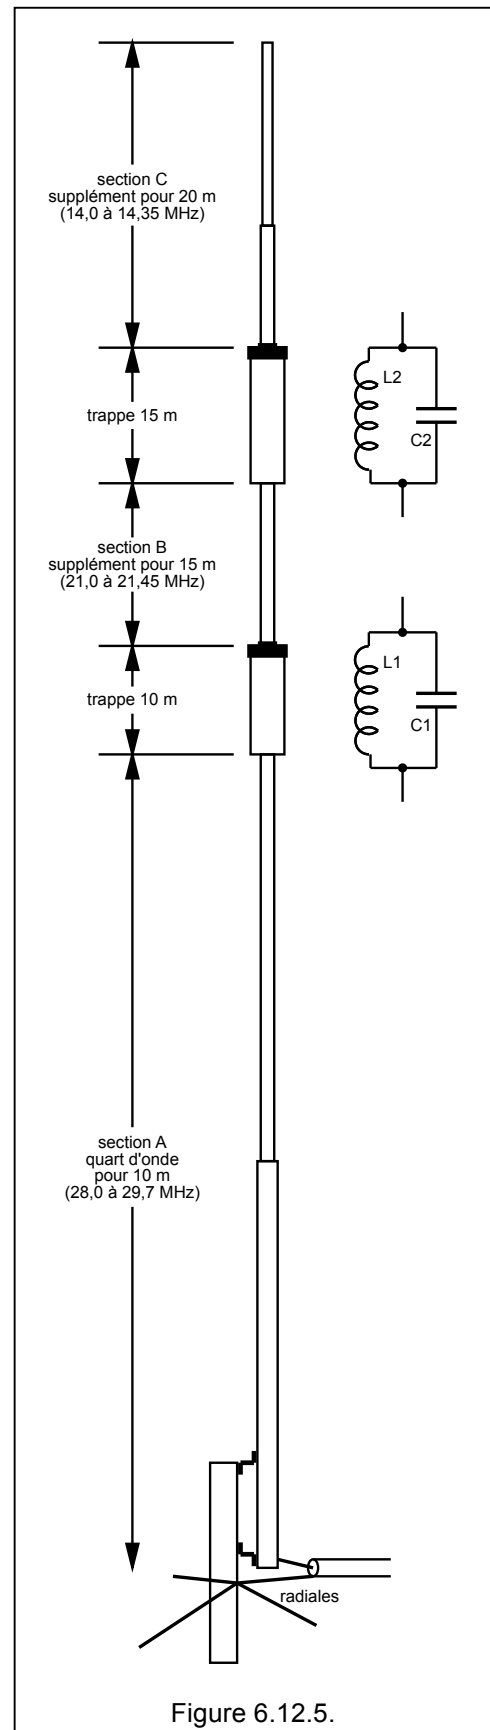 section C
supplément pour 20 m
(14,0 à 14,35 MHz)
trappe 15 m
L2
C2
section B
supplément pour 15 m
(21,0 à 21,45 MHz)
trappe 10 m
L1
C1
section A
quart d'onde
pour 10 m
(28,0 à 29,7 MHz)
radiales
Figure 6.12.5.